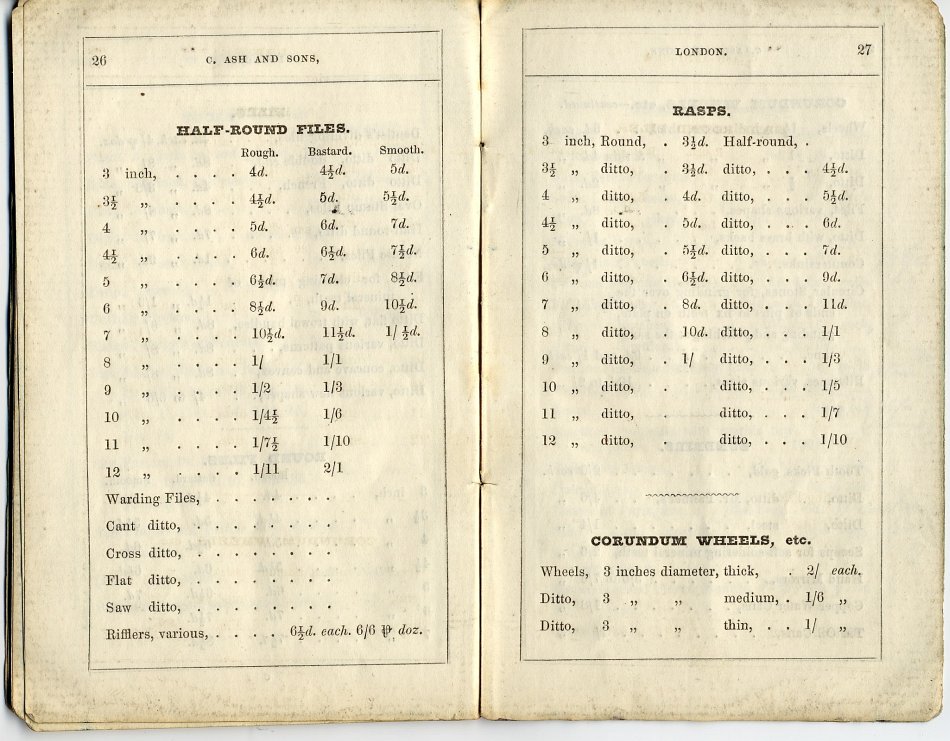 26
C. ASH AND SONS,
HALF-ROUND FILES.
Rough. Bastard. Smooth.
3 inch, . . . . 4d. 4½d. 5d.
3½ „ . . . . 4½d. 5d. 5½d.
4 „ . . . . 5d. 6d. 7d.
4½ „ . . . . 6d. 6½d. 7½d.
5 „ . . . . 6½d. 7d. 8½d.
6 „ . . . . 8½d. 9d. 10½d.
7 „ . . . . 10½d. 11½d. 1/ ½d.
8 „ . . . . 1/ 1/1
9 „ . . . . 1/2 1/3
10 „ . . . . 1/4½ 1/6
11 „ . . . . 1/7½ 1/10
12 „ . . . . 1/11 2/1
Warding Files, . . . . . . .
Cant ditto, . . . . . . . .
Cross ditto, . . . . . . . .
Flat ditto, . . . . . . . .
Saw ditto, . . . . . . . .
Rifflers, various, . . . . 6½d. each. 6/6 ⅌ doz.
LONDON.
27
RASPS.
3 inch, Round, . 3½d. Half-round, .
3½ „ ditto, . 3½d. ditto, . . . 4½d.
4 „ ditto, . 4d. ditto, . . . 5½d.
4½ „ ditto, . 5d. ditto, . . . 6d.
5 „ ditto, . 5½d. ditto, . . . 7d.
6 „ ditto, . 6½d. ditto, . . . 9d.
7 „ ditto, . 8d. ditto, . . . 11d.
8 „ ditto, . 10d. ditto, . . . 1/1
9 „ ditto, . . 1/ ditto, . . . 1/3
10 „ ditto, . . ditto, . . . 1/5
11 „ ditto, . . ditto, . . . 1/7
12 „ ditto, . . ditto, . . . 1/10
CORUNDUM WHEELS, etc.
Wheels, 3 inches diameter, thick, . 2/ each.
Ditto, 3 „ „ medium, . 1/6 „
Ditto, 3 „ „ thin, . . 1/ „